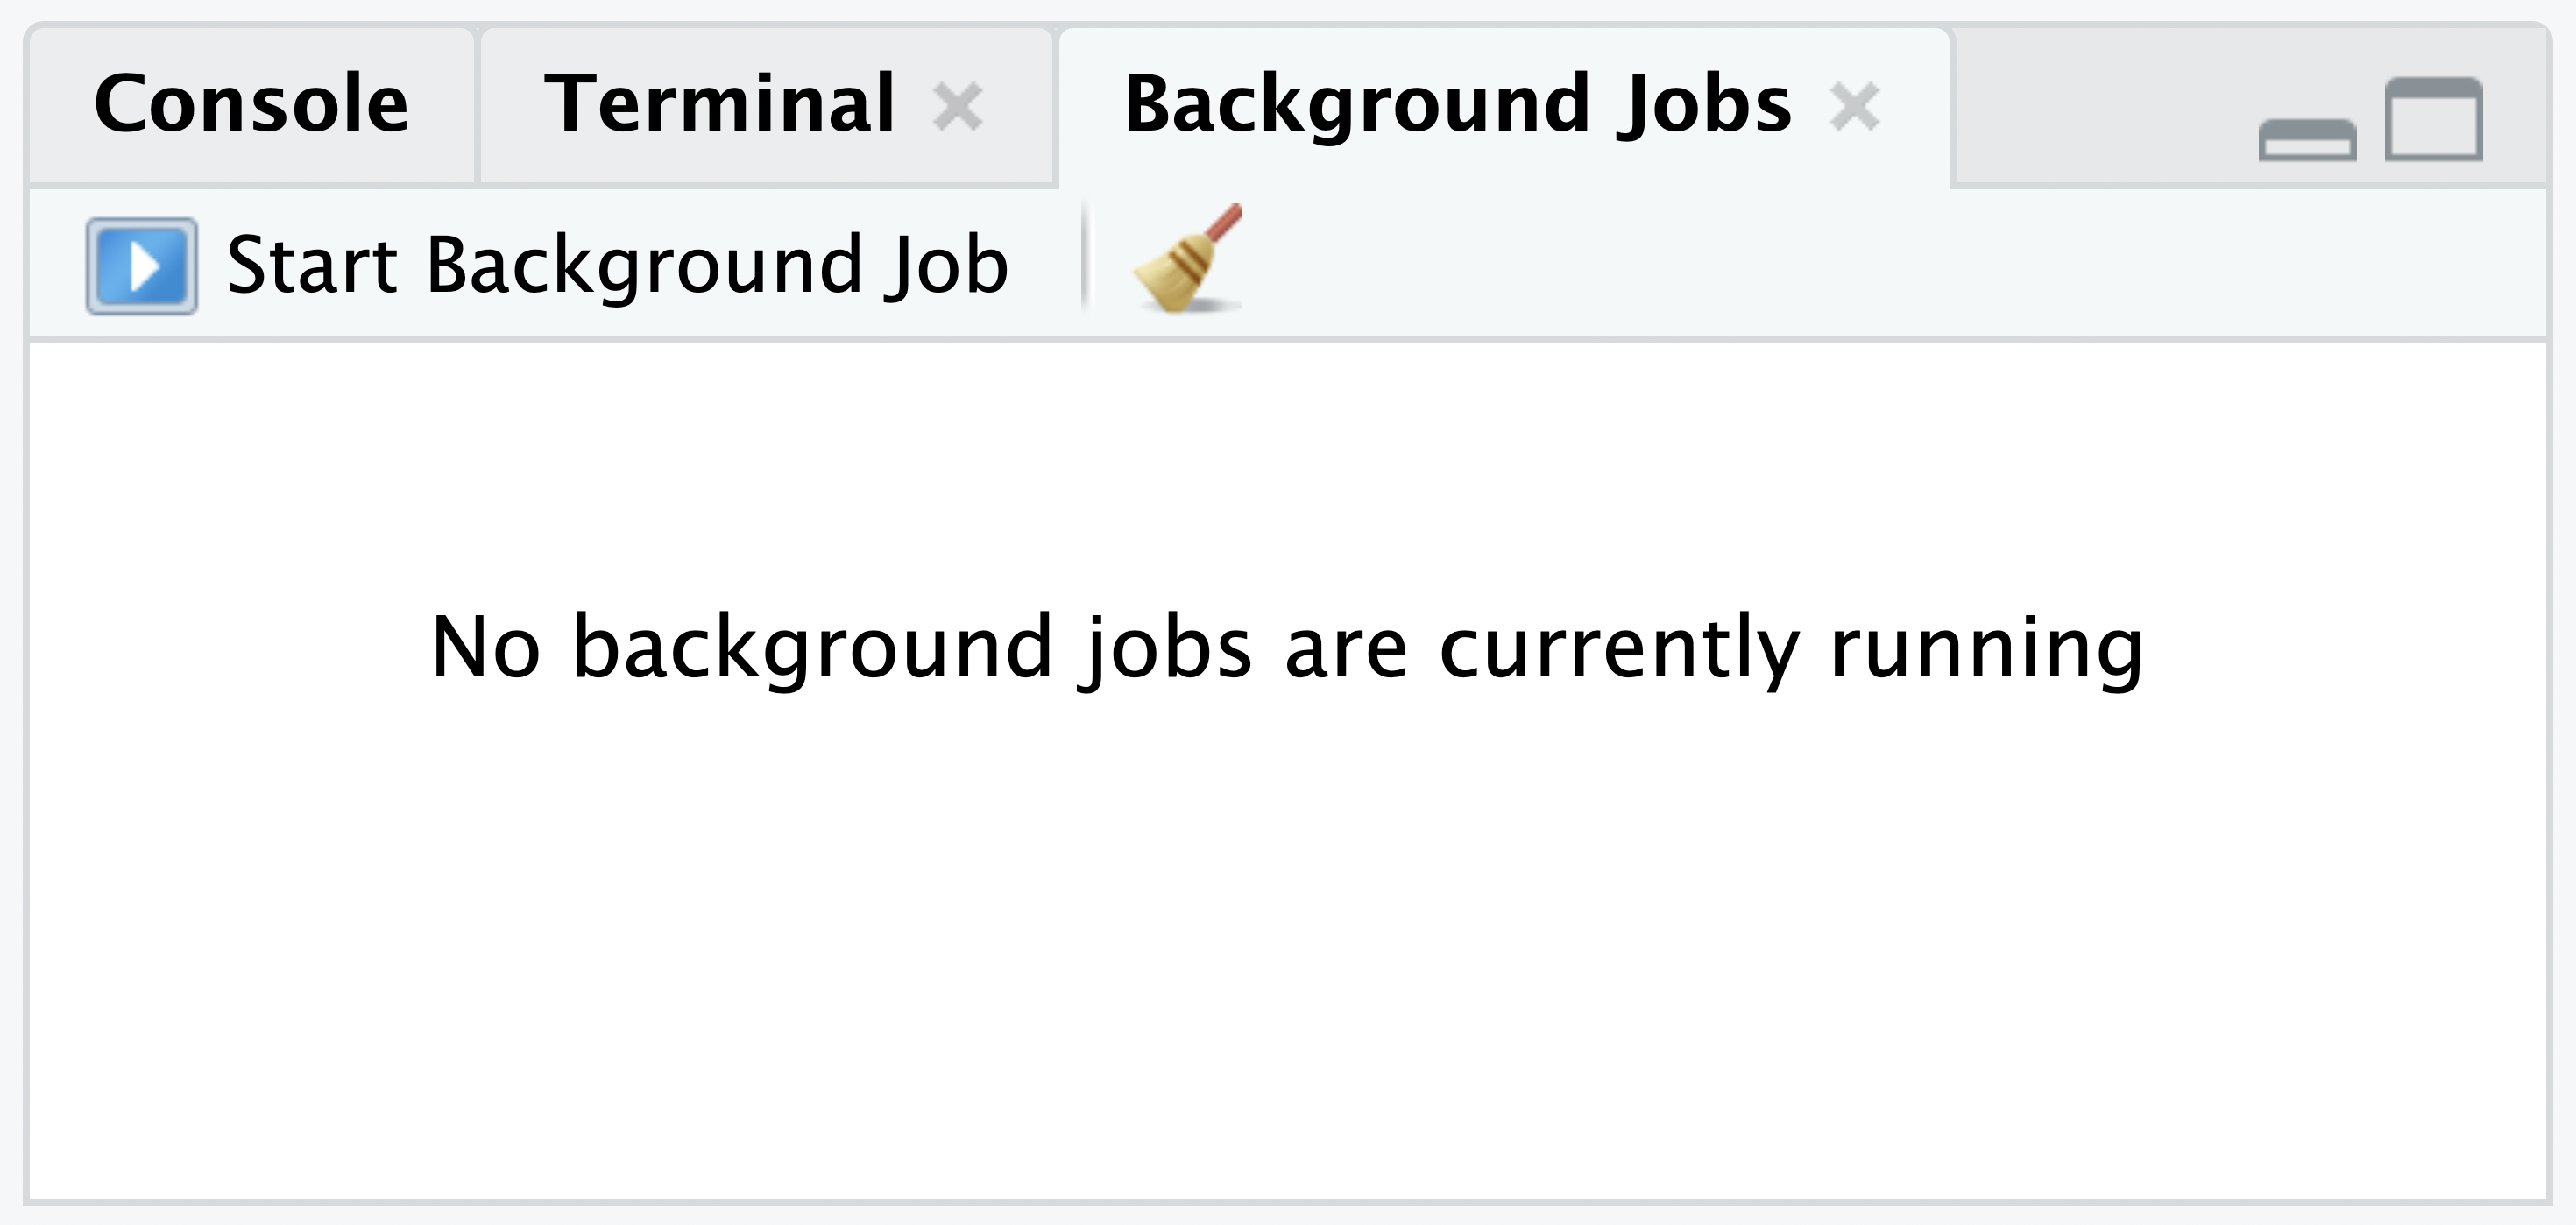 Console Terminal Background Jobs
Start Background Job
No background jobs are currently running